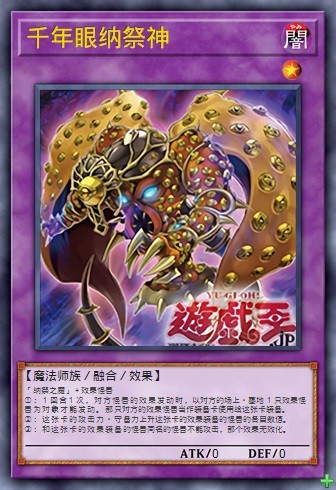 千年眼纳祭神
闇
YU-GI-OH!
遊戯王
JP
【魔法师族／融合／效果】
「纳祭之魔」＋效果怪兽
①：1回合1次，对方怪兽的效果发动时，以对方的场上·墓地1只效果怪
兽为对象才能发动。那只对方的效果怪兽当作装备卡使用给这张卡装备。
②：这张卡的攻击力·守备力上升这张卡的效果装备的怪兽的各自数值。
③：和这张卡的效果装备的怪兽同名的怪兽不能攻击，那个效果无效化。
ATK/0 DEF/0